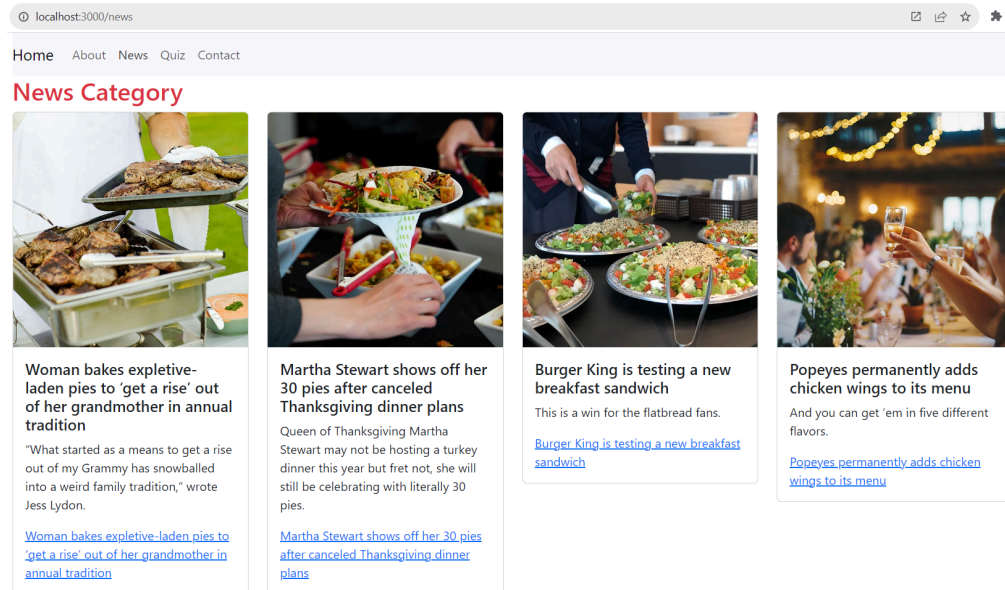 localhost:3000/news
Home About News Quiz Contact
News Category
Woman bakes expletive-
laden pies to ‘get a rise’ out
of her grandmother in annual
tradition
“What started as a means to get a rise
out of my Grammy has snowballed
into a weird family tradition,” wrote
Jess Lydon.
Woman bakes expletive-laden pies to
‘get a rise’ out of her grandmother in
annual tradition
Martha Stewart shows off her
30 pies after canceled
Thanksgiving dinner plans
Queen of Thanksgiving Martha
Stewart may not be hosting a turkey
dinner this year but fret not, she will
still be celebrating with literally 30
pies.
Martha Stewart shows off her 30 pies
after canceled Thanksgiving dinner
plans
Burger King is testing a new
breakfast sandwich
This is a win for the flatbread fans.
Burger King is testing a new breakfast
sandwich
Popeyes permanently adds
chicken wings to its menu
And you can get ‘em in five different
flavors.
Popeyes permanently adds chicken
wings to its menu